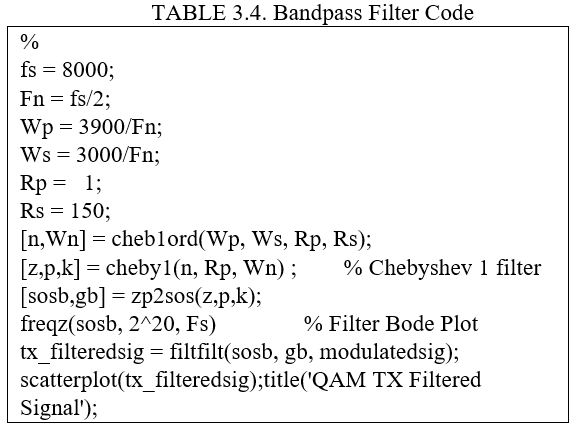 TABLE 3.4. Bandpass Filter Code
%
fs = 8000;
Fn = fs/2;
Wp = 3900/Fn;
Ws = 3000/Fn;
Rp =   1;
Rs = 150;
[n,Wn] = cheb1ord(Wp, Ws, Rp, Rs);
[z,p,k] = cheby1(n, Rp, Wn) ;        % Chebyshev 1 filter
[sosb,gb] = zp2sos(z,p,k);
freqz(sosb, 2^20, Fs)              % Filter Bode Plot
tx_filteredsig = filtfilt(sosb, gb, modulatedsig);
scatterplot(tx_filteredsig);title('QAM TX Filtered
Signal');